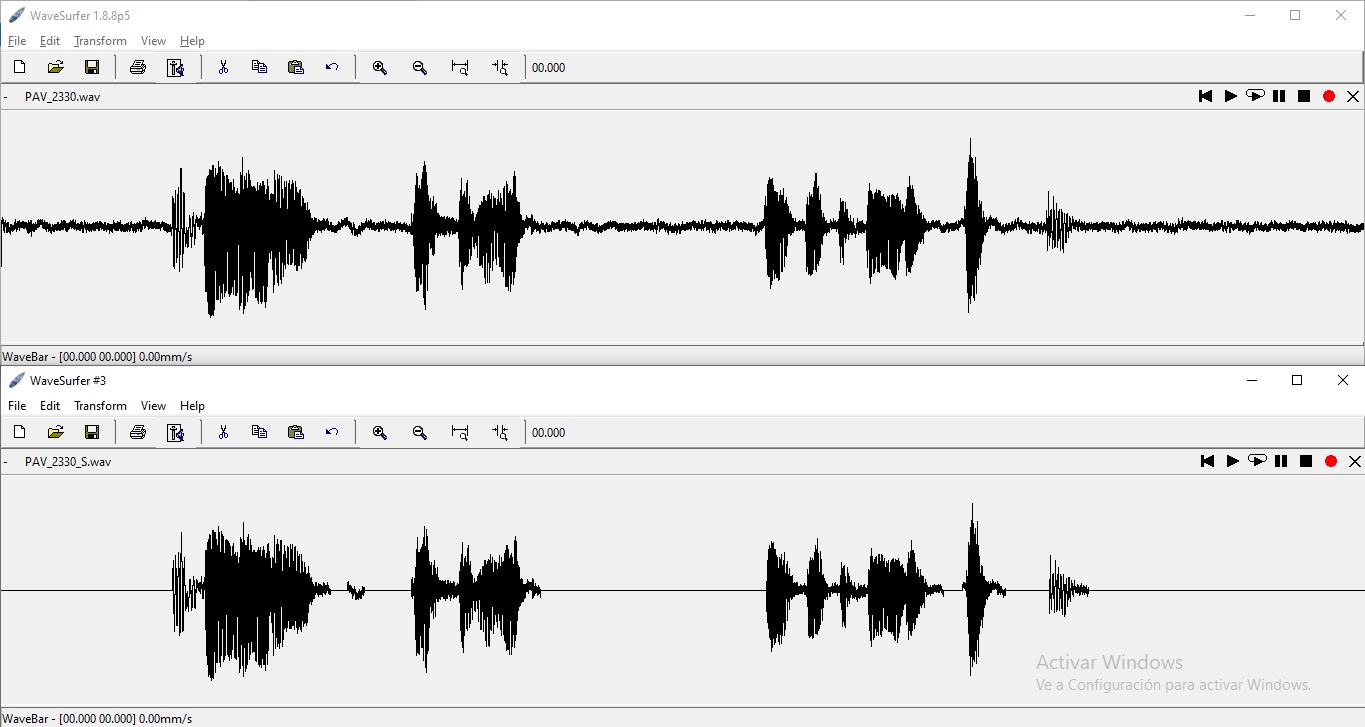 WaveSurfer 1.8.8p5
File Edit Transform View Help
00.000
- PAV_2330.wav
WaveBar - [00.000 00.000] 0.00mm/s
WaveSurfer #3
File Edit Transform View Help
00.000
- PAV_2330_S.wav
Activar Windows
Ve a Configuración para activar Windows.
WaveBar - [00.000 00.000] 0.00mm/s